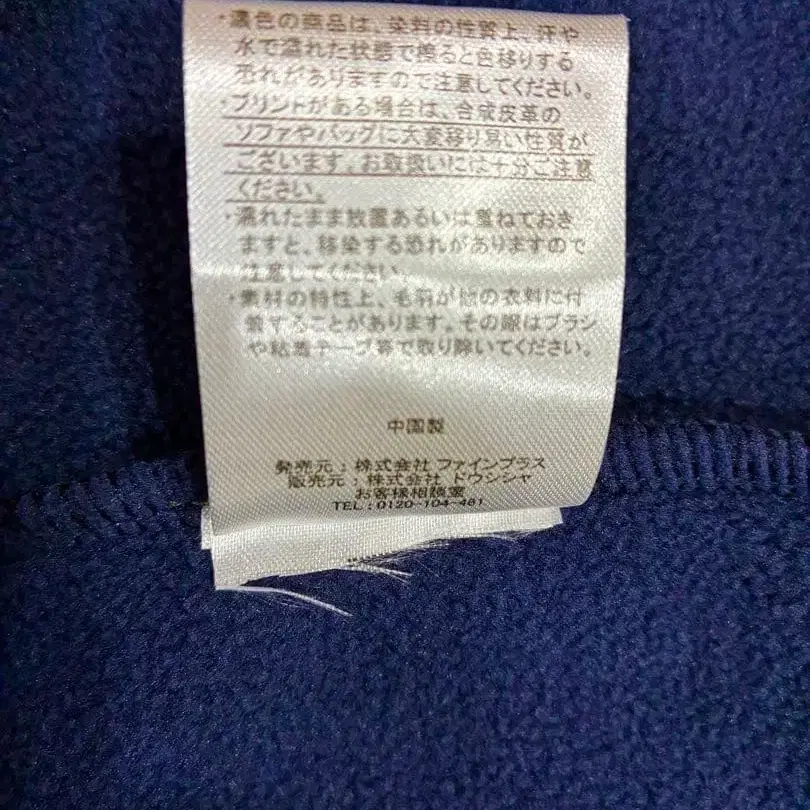 ・濃色の商品は、染料の性質上、汗や
水で濡れた状態で擦ると色移りする
恐れがありますので注意してください。
・プリントがある場合は、合成皮革の
ソファやバッグに大変移り易い性質が
ございます。お取扱いには十分ご注意
ください。
・濡れたまま放置あるいは重ねておき
ますと、移染する恐れがありますので
注意してください。
・素材の特性上、毛羽が他の衣料に付
着することがあります。その際はブラシ
や粘着テープ等で取り除いてください。
中国製
発売元：株式会社 ファインプラス
販売元：株式会社 ドウシシャ
お客様相談室
TEL：0120-104-481